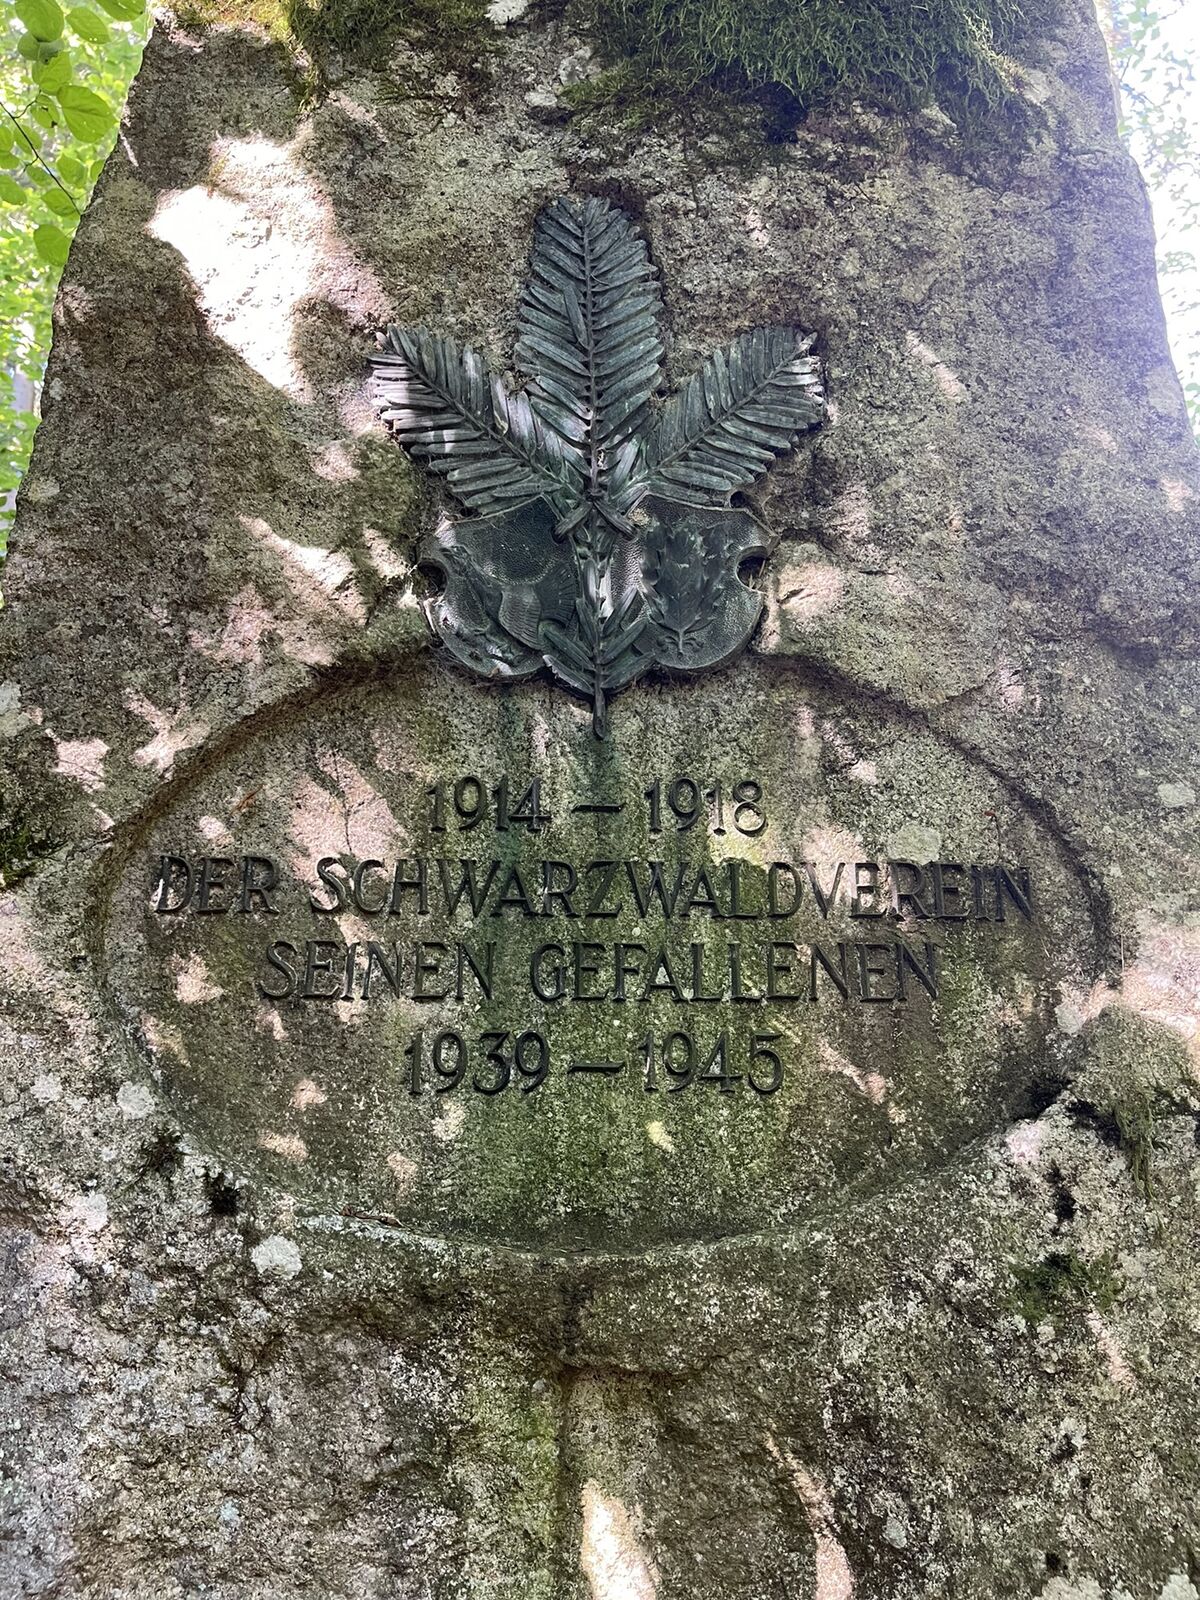 1914 – 1918
DER SCHWARZWALDVEREIN
SEINEN GEFALLENEN
1939 – 1945